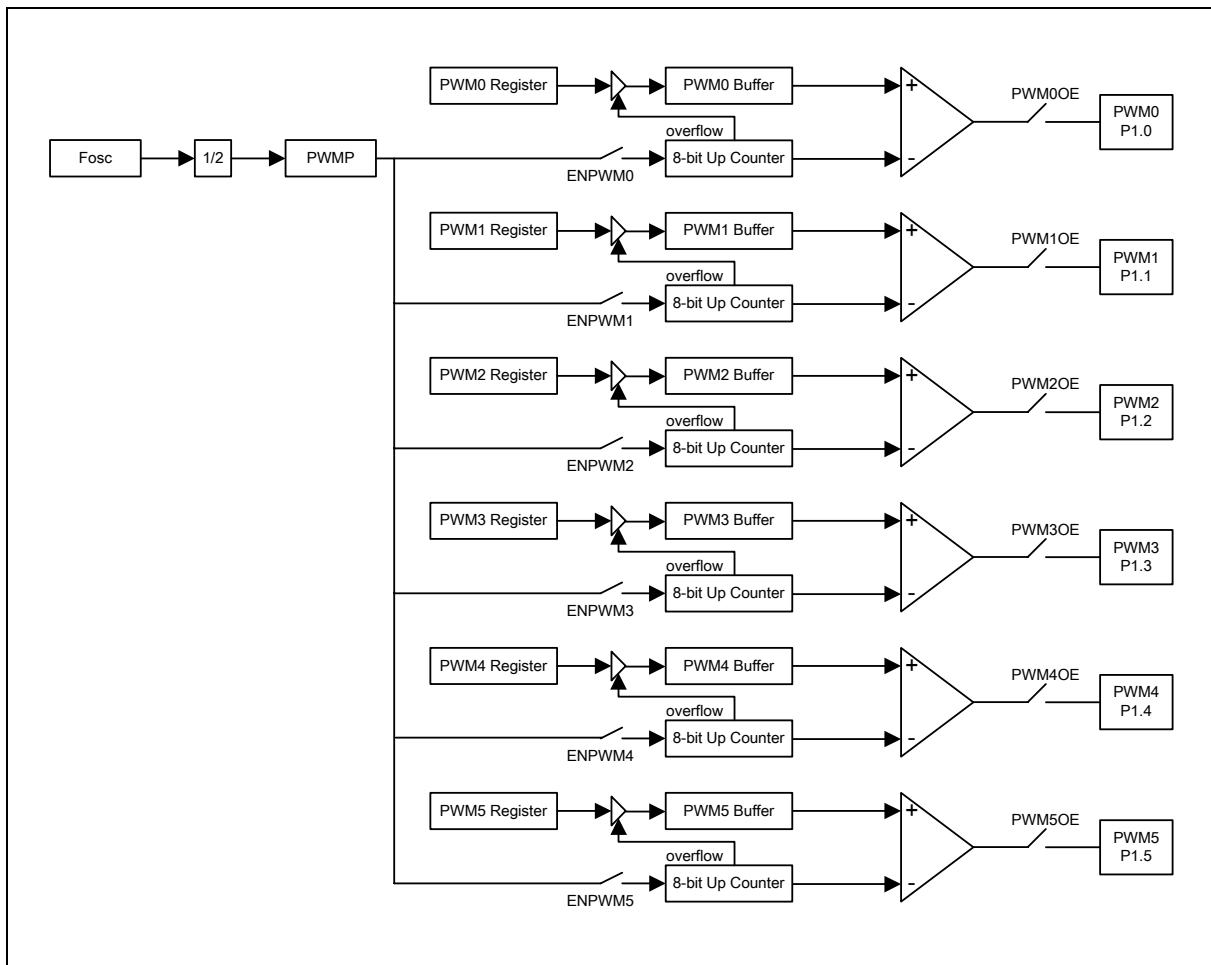 PWM0 Register
PWM0 Buffer
+
PWM0OE
PWM0
P1.0
overflow
Fosc
1/2
PWMP
ENPWM0
8-bit Up Counter
-
PWM1 Register
PWM1 Buffer
+
PWM1OE
PWM1
P1.1
overflow
ENPWM1
8-bit Up Counter
-
PWM2 Register
PWM2 Buffer
+
PWM2OE
PWM2
P1.2
overflow
ENPWM2
8-bit Up Counter
-
PWM3 Register
PWM3 Buffer
+
PWM3OE
PWM3
P1.3
overflow
ENPWM3
8-bit Up Counter
-
PWM4 Register
PWM4 Buffer
+
PWM4OE
PWM4
P1.4
overflow
ENPWM4
8-bit Up Counter
-
PWM5 Register
PWM5 Buffer
+
PWM5OE
PWM5
P1.5
overflow
ENPWM5
8-bit Up Counter
-